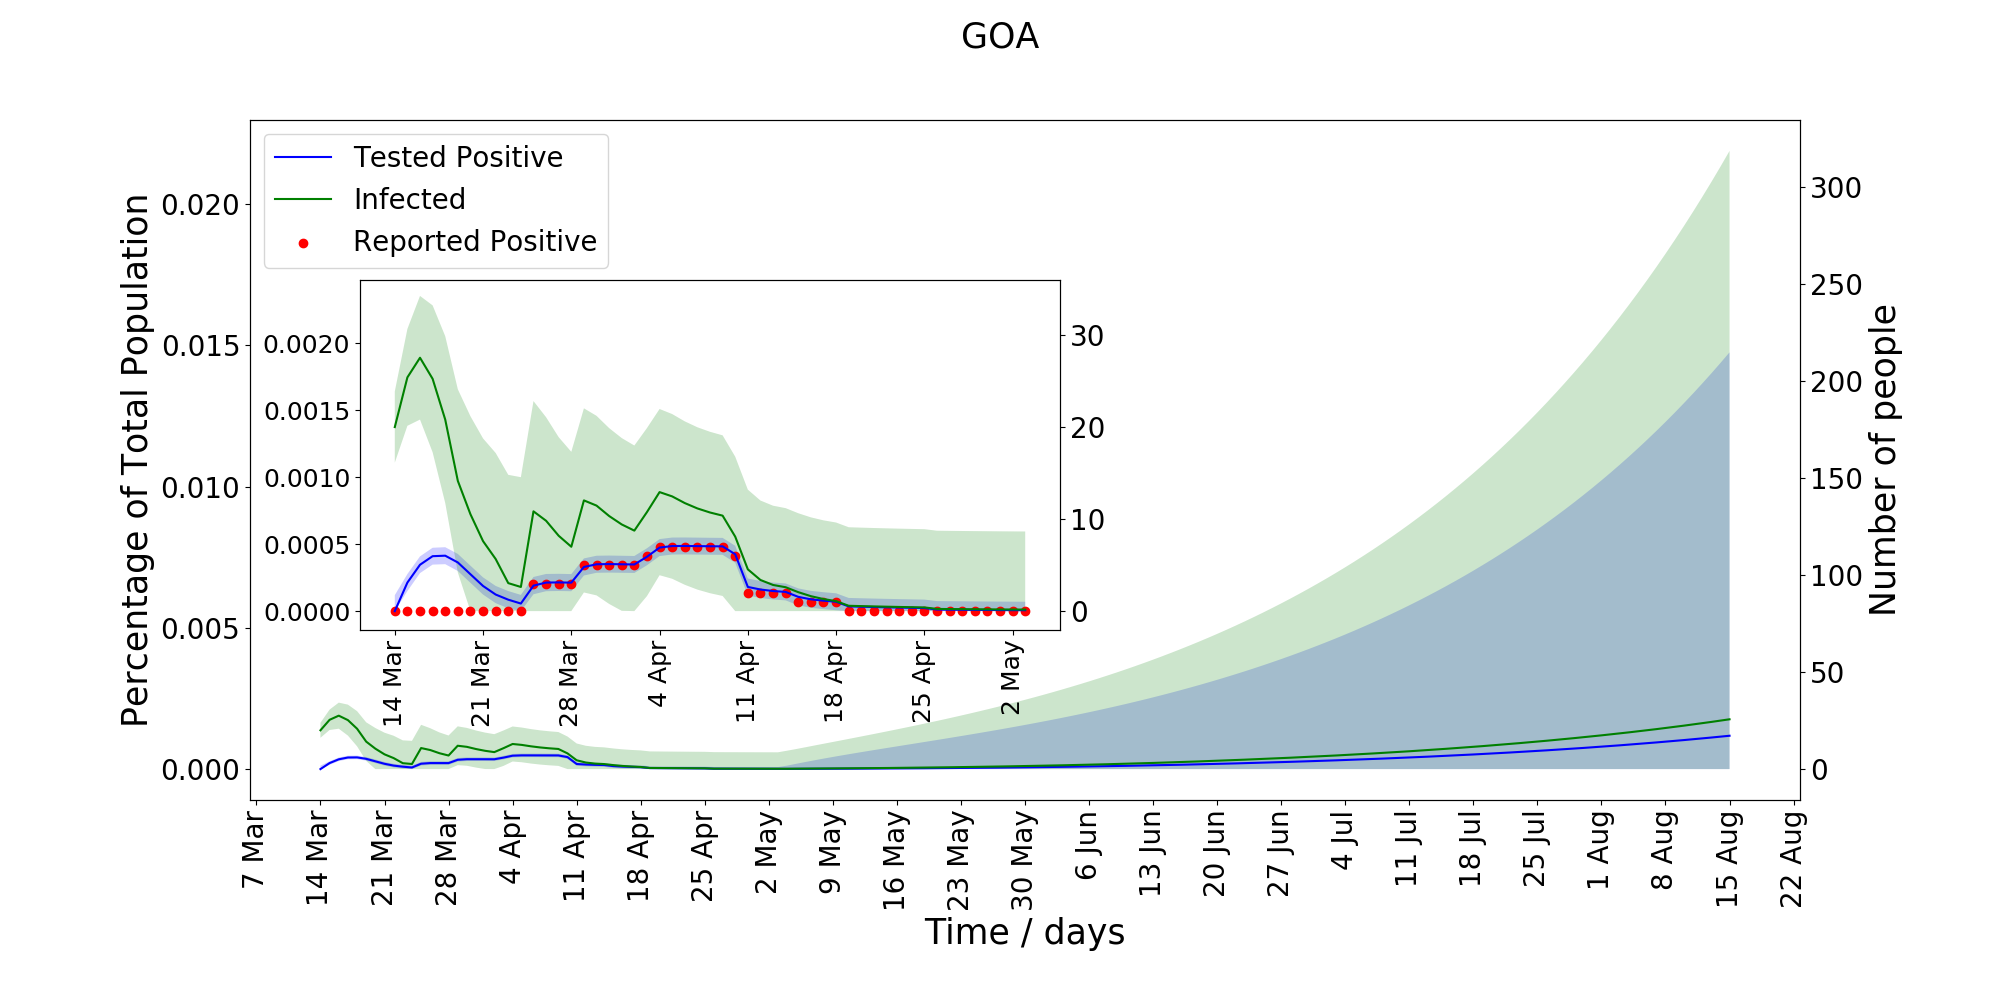 GOA
Tested Positive
Infected
Reported Positive
Percentage of Total Population
0.020
0.015
0.010
0.005
0.000
300
250
200
150
100
50
0
Number of people
0.0020
0.0015
0.0010
0.0005
0.0000
30
20
10
0
14 Mar
21 Mar
28 Mar
4 Apr
11 Apr
18 Apr
25 Apr
2 May
7 Mar
14 Mar
21 Mar
28 Mar
4 Apr
11 Apr
18 Apr
25 Apr
2 May
9 May
16 May
23 May
30 May
6 Jun
13 Jun
20 Jun
27 Jun
4 Jul
11 Jul
18 Jul
25 Jul
1 Aug
8 Aug
15 Aug
22 Aug
Time / days